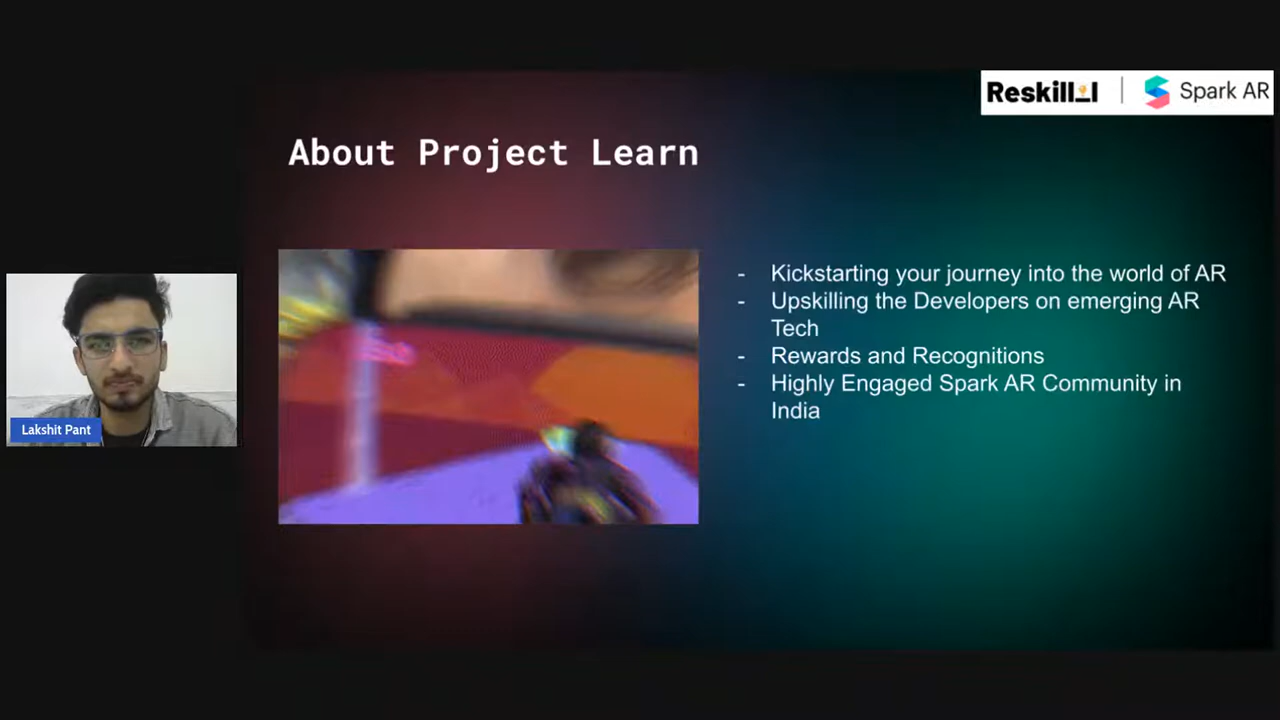 Reskill_l | Spark AR
About Project Learn
- Kickstarting your journey into the world of AR
- Upskilling the Developers on emerging AR
Tech
- Rewards and Recognitions
- Highly Engaged Spark AR Community in
India
Lakshit Pant